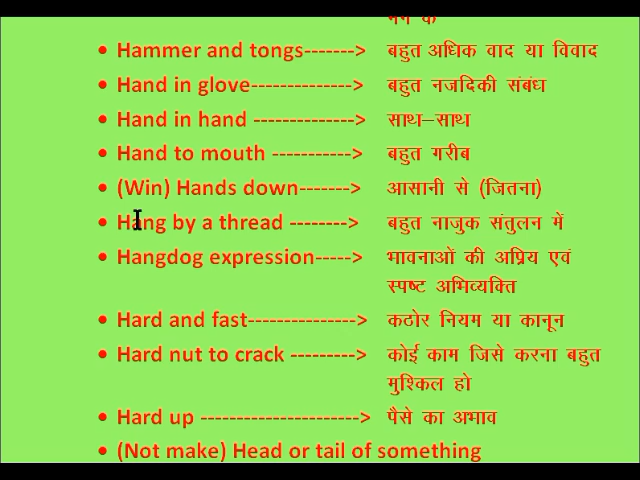 • Hammer and tongs-------> बहुत अधिक वाद या विवाद
• Hand in glove--------------> बहुत नजदिकी संबंध
• Hand in hand --------------> साथ–साथ
• Hand to mouth -----------> बहुत गरीब
• (Win) Hands down-------> आसानी से (जितना)
• Hang by a thread --------> बहुत नाजुक संतुलन में
• Hangdog expression-----> भावनाओं की अप्रिय एवं
स्पष्ट अभिव्यक्ति
• Hard and fast---------------> कठोर नियम या कानून
• Hard nut to crack ---------> कोई काम जिसे करना बहुत
मुश्किल हो
• Hard up ----------------------> पैसे का अभाव
• (Not make) Head or tail of something